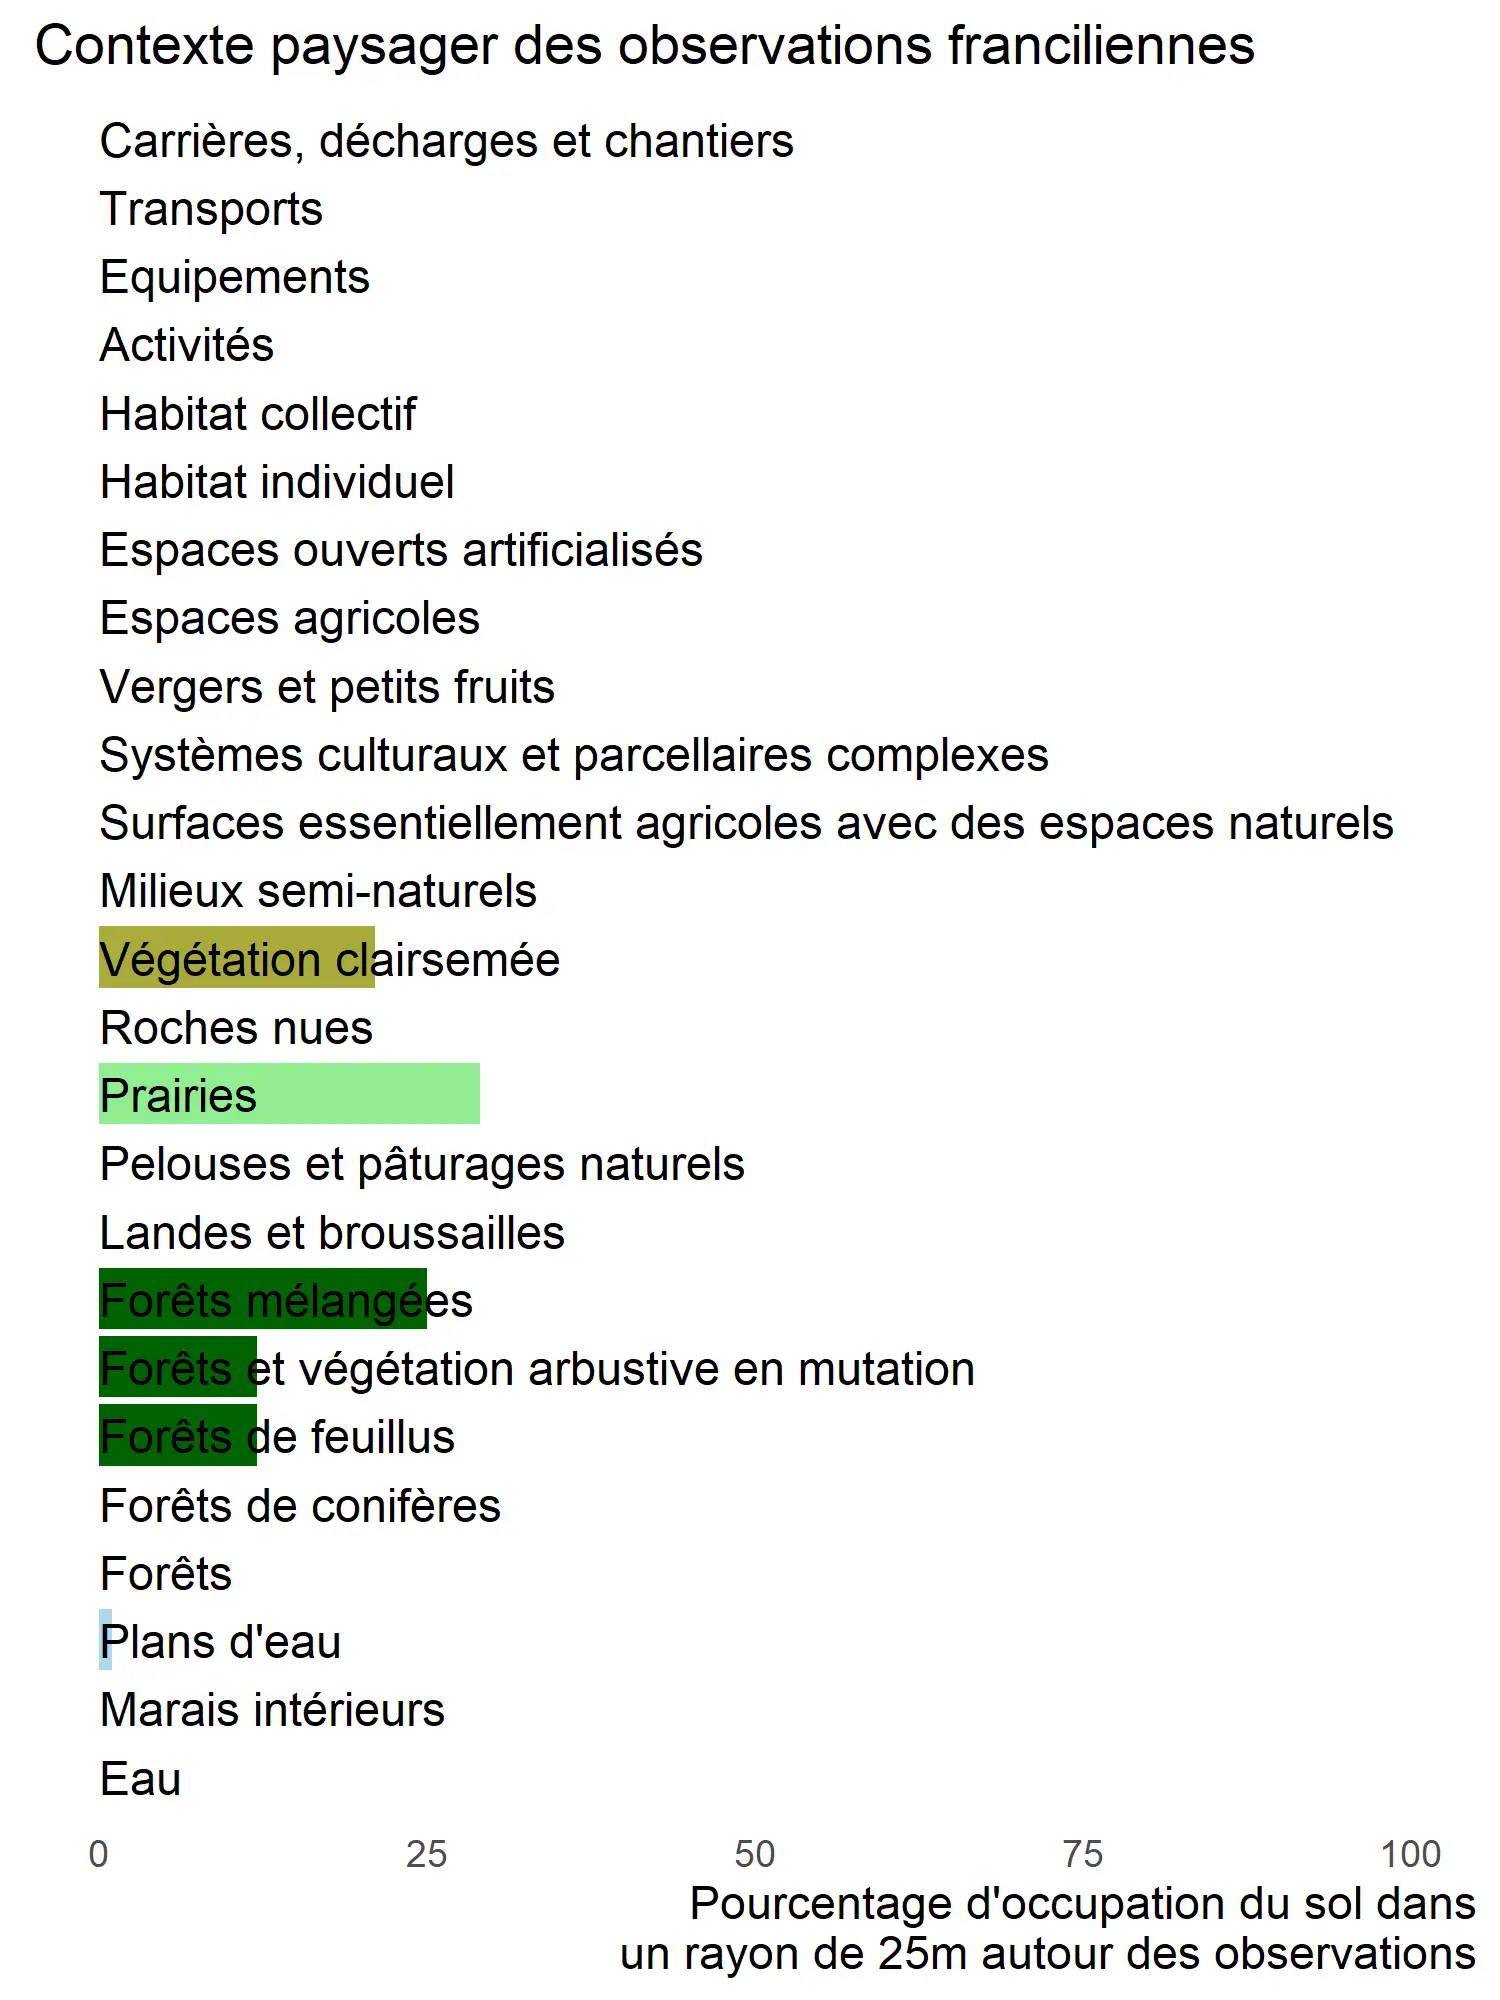 Contexte paysager des observations franciliennes
Carrières, décharges et chantiers
Transports
Equipements
Activités
Habitat collectif
Habitat individuel
Espaces ouverts artificialisés
Espaces agricoles
Vergers et petits fruits
Systèmes culturaux et parcellaires complexes
Surfaces essentiellement agricoles avec des espaces naturels
Milieux semi-naturels
Végétation clairsemée
Roches nues
Prairies
Pelouses et pâturages naturels
Landes et broussailles
Forêts mélangées
Forêts et végétation arbustive en mutation
Forêts de feuillus
Forêts de conifères
Forêts
Plans d'eau
Marais intérieurs
Eau
0 25 50 75 100
Pourcentage d'occupation du sol dans
un rayon de 25m autour des observations